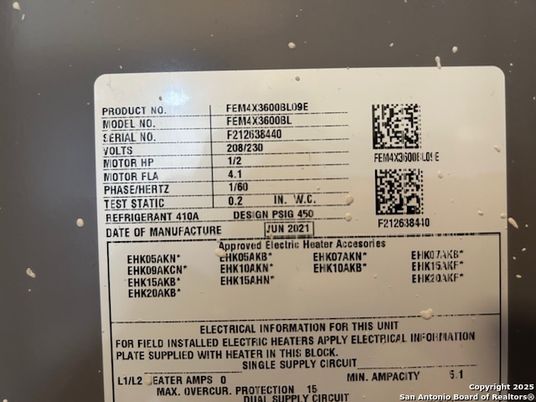 PRODUCT NO. FEM4X3600BL09E
MODEL NO. FEM4X3600BL
SERIAL NO. F212638440
VOLTS 208/230
MOTOR HP 1/2
MOTOR FLA 4.1
PHASE/HERTZ 1/60
TEST STATIC 0.2 IN. W.C.
REFRIGERANT 410A DESIGN PSIG 450
DATE OF MANUFACTURE JUN 2021
FEM4X3600BL09E
F212638440
Approved Electric Heater Accesories
EHK05AKN* EHK05AKB* EHK07AKN* EHK07AKB*
EHK09AKCN* EHK10AKN* EHK10AKB* EHK15AKF*
EHK15AKB* EHK15AHN* EHK20AKF*
EHK20AKB*
ELECTRICAL INFORMATION FOR THIS UNIT
FOR FIELD INSTALLED ELECTRIC HEATERS APPLY ELECTRICAL INFORMATION
PLATE SUPPLIED WITH HEATER IN THIS BLOCK.
SINGLE SUPPLY CIRCUIT
L1/L2 EATER AMPS 0 MIN. AMPACITY 5.1
MAX. OVERCUR. PROTECTION 15
DUAL SUPPLY CIRCUIT
Copyright 2025
San Antonio Board of Realtors®